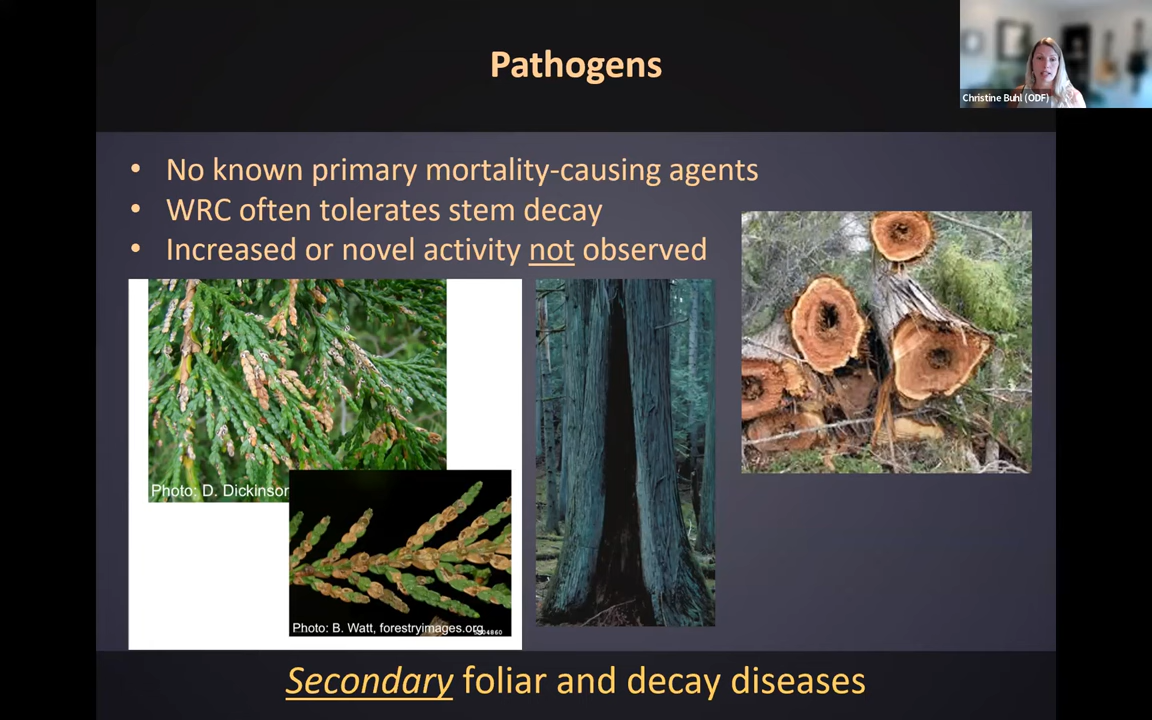 Pathogens
Christine Buhl (ODF)
• No known primary mortality-causing agents
• WRC often tolerates stem decay
• Increased or novel activity not observed
Photo: D. Dickinson
Photo: B. Watt, forestryimages.org
Secondary foliar and decay diseases